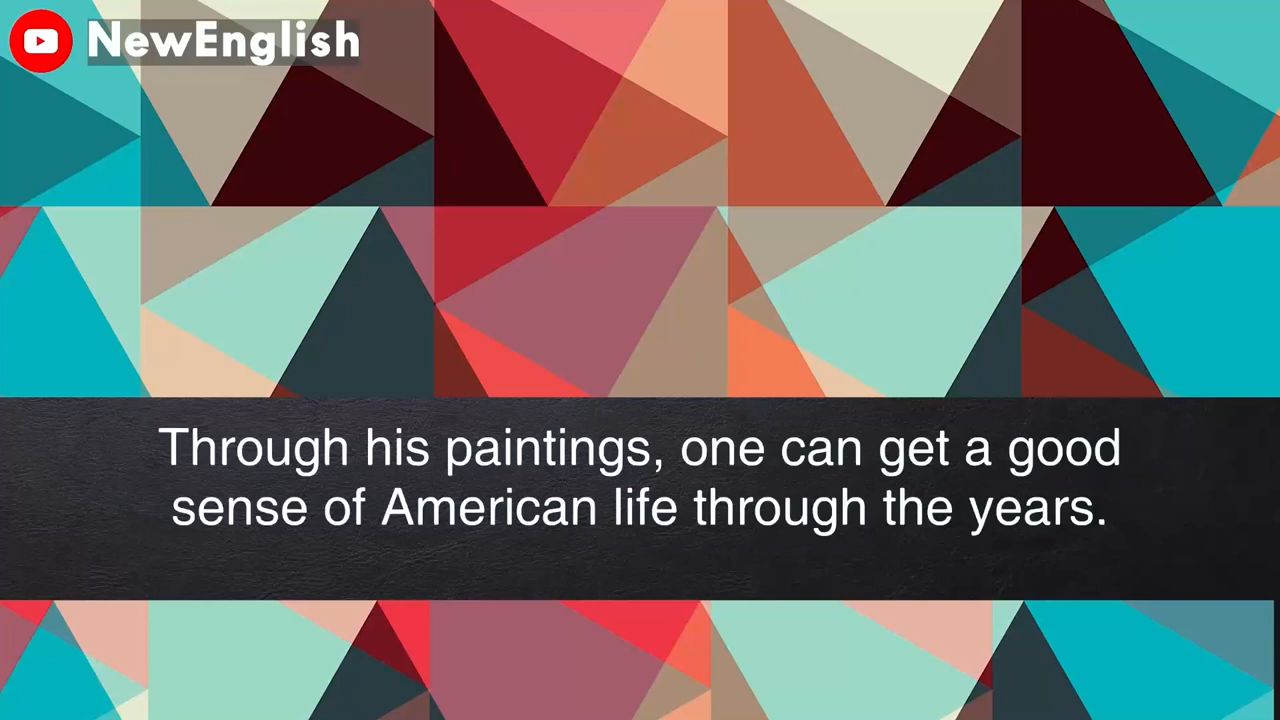 NewEnglish
Through his paintings, one can get a good
sense of American life through the years.